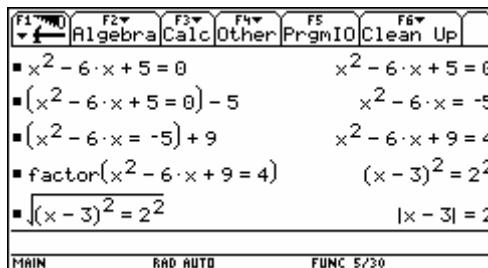 F1 F2 F3 F4 F5 F6
Algebra Calc Other PrgmIO Clean Up
x² - 6·x + 5 = 0 x² - 6·x + 5 = 0
(x² - 6·x + 5 = 0) - 5 x² - 6·x = -5
(x² - 6·x = -5) + 9 x² - 6·x + 9 = 4
factor(x² - 6·x + 9 = 4) (x - 3)² = 2²
√(x - 3)² = 2² |x - 3| = 2
MAIN RAD AUTO FUNC 5/30